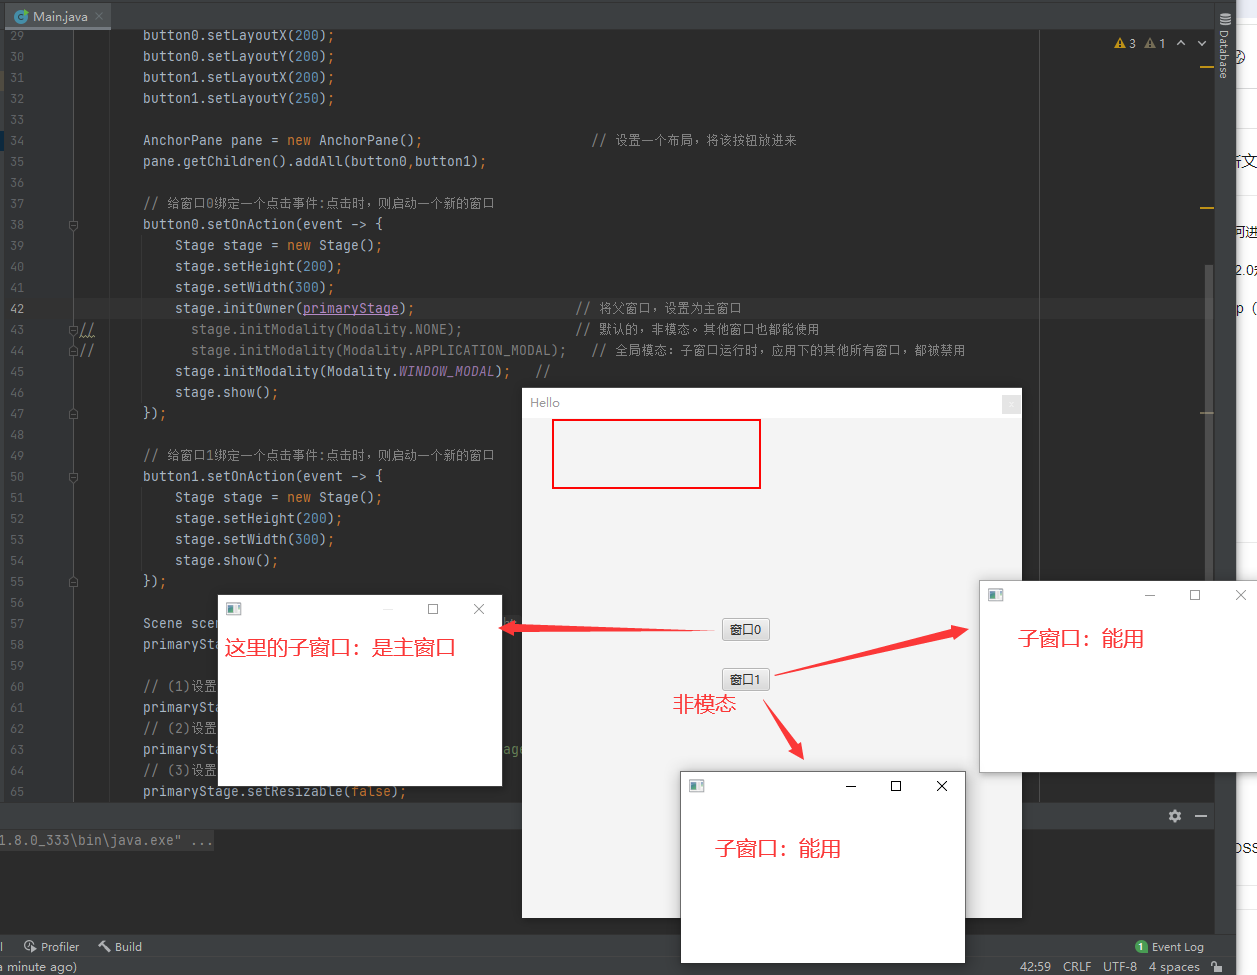 Main.java
3 1
Database
29 button0.setLayoutX(200);
30 button0.setLayoutY(200);
31 button1.setLayoutX(200);
32 button1.setLayoutY(250);
33
34 AnchorPane pane = new AnchorPane(); // 设置一个布局，将该按钮放进来
35 pane.getChildren().addAll(button0,button1);
36
37 // 给窗口0绑定一个点击事件:点击时，则启动一个新的窗口
38 button0.setOnAction(event -> {
39 Stage stage = new Stage();
40 stage.setHeight(200);
41 stage.setWidth(300);
42 stage.initOwner(primaryStage); // 将父窗口，设置为主窗口
43 // stage.initModality(Modality.NONE); // 默认的，非模态。其他窗口也都能使用
44 // stage.initModality(Modality.APPLICATION_MODAL); // 全局模态：子窗口运行时，应用下的其他所有窗口，都被禁用
45 stage.initModality(Modality.WINDOW_MODAL); //
46 stage.show();
47 });
48
49 // 给窗口1绑定一个点击事件:点击时，则启动一个新的窗口
50 button1.setOnAction(event -> {
51 Stage stage = new Stage();
52 stage.setHeight(200);
53 stage.setWidth(300);
54 stage.show();
55 });
56
57 Scene scen
58 primarySta
59
60 // (1)设置
61 primarySta
62 // (2)设置
63 primarySta age
64 // (3)设置
65 primaryStage.setResizable(false);
Hello
窗口0
窗口1
非模态
这里的子窗口：是主窗口
子窗口：能用
子窗口：能用
1.8.0_333\bin\java.exe" ...
Profiler Build
1 Event Log
a minute ago)
42:59 CRLF UTF-8 4 spaces
文
何进
2.0
p（
OSS